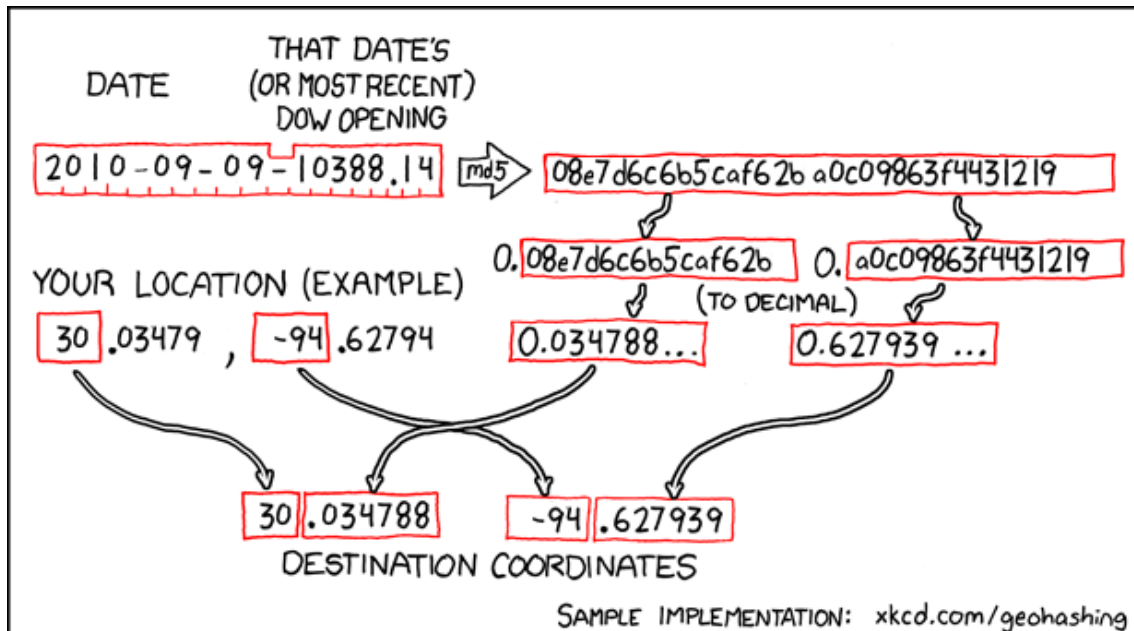 THAT DATE'S
DATE (OR MOST RECENT)
DOW OPENING
2010-09-09-10388.14 md5 08e7d6c6b5caf62b a0c09863f4431219
0.08e7d6c6b5caf62b 0.a0c09863f4431219
YOUR LOCATION (EXAMPLE) (TO DECIMAL)
30.03479, -94.62794 0.034788... 0.627939...
30.034788 -94.627939
DESTINATION COORDINATES
SAMPLE IMPLEMENTATION: xkcd.com/geohashing